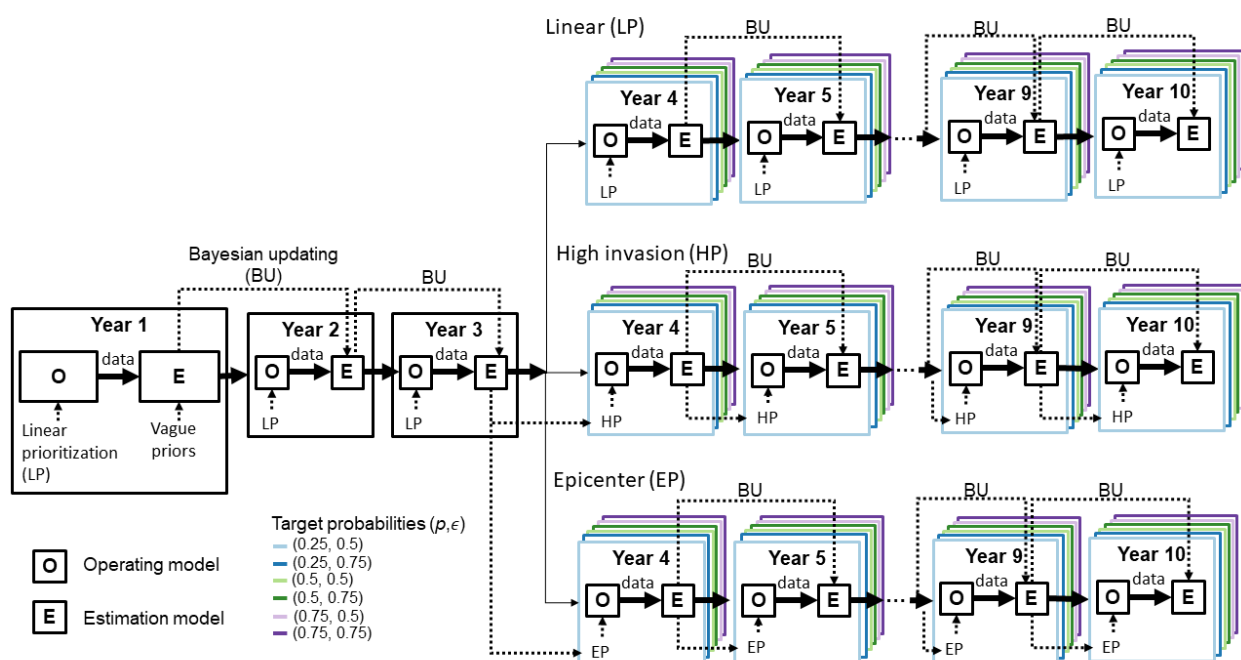 Linear (LP)
BU
BU
BU
Year 4
Year 5
Year 9
Year 10
data
data
data
data
O
E
O
E
O
E
O
E
LP
LP
LP
LP
High invasion (HP)
BU
BU
BU
Year 4
Year 5
Year 9
Year 10
data
data
data
data
O
E
O
E
O
E
O
E
HP
HP
HP
HP
Bayesian updating
(BU)
BU
Year 1
Year 2
Year 3
data
data
data
O
E
O
E
O
E
Linear
prioritization
(LP)
Vague
priors
LP
LP
Epicenter (EP)
BU
BU
BU
Year 4
Year 5
Year 9
Year 10
data
data
data
data
O
E
O
E
O
E
O
E
EP
EP
EP
EP
Target probabilities (p,ϵ)
(0.25, 0.5)
(0.25, 0.75)
(0.5, 0.5)
(0.5, 0.75)
(0.75, 0.5)
(0.75, 0.75)
O
Operating model
E
Estimation model